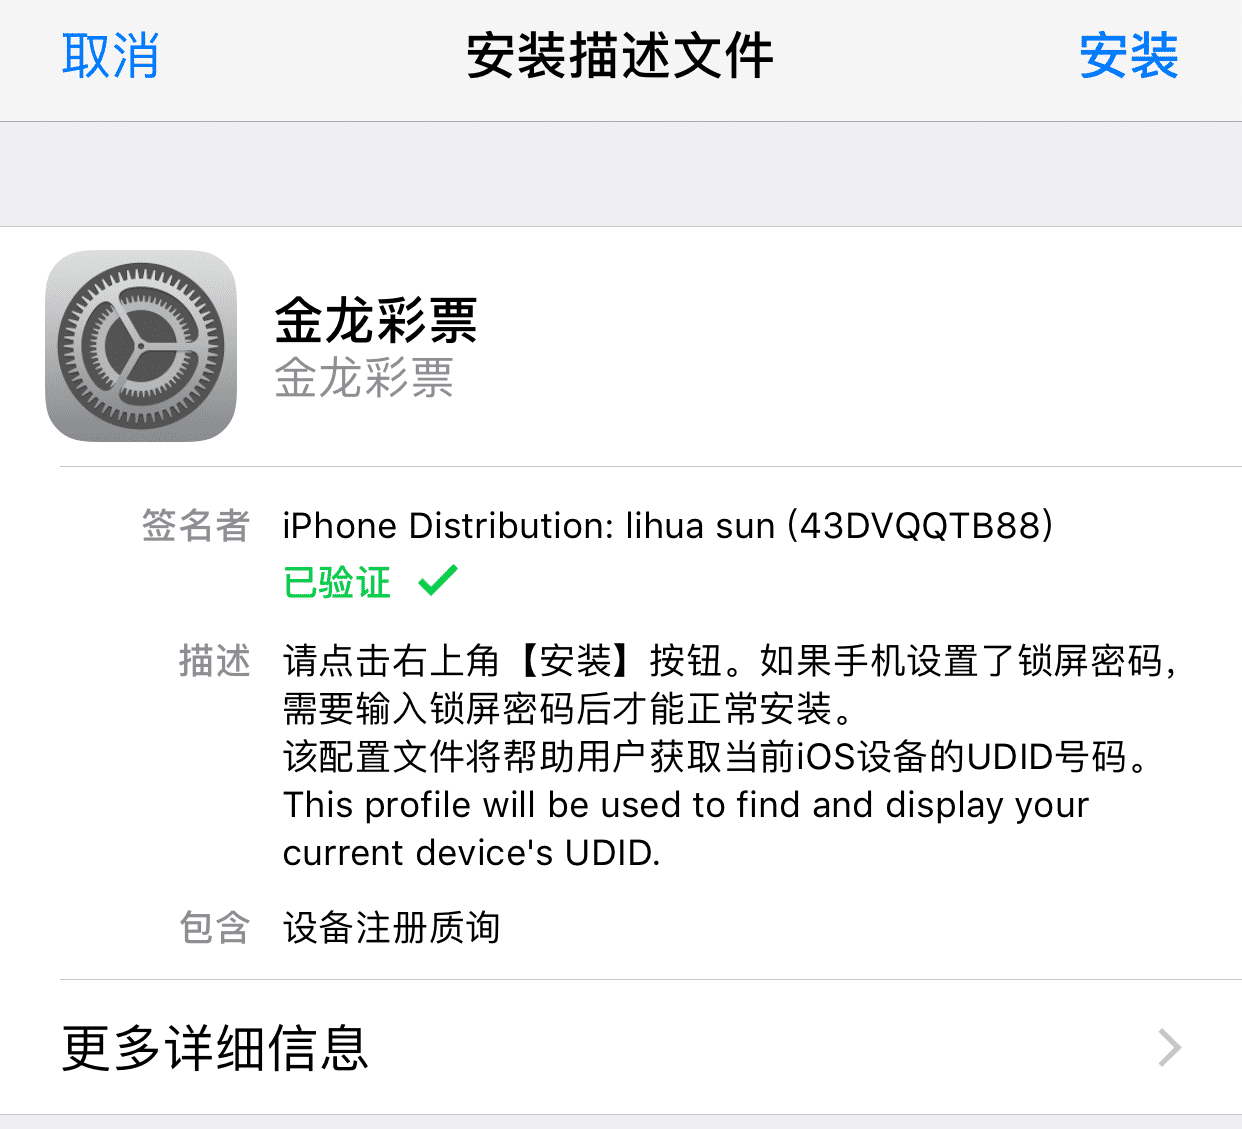 取消
安装描述文件
安装
金龙彩票
金龙彩票
签名者 iPhone Distribution: lihua sun (43DVQQTB88)
已验证
描述 请点击右上角【安装】按钮。如果手机设置了锁屏密码，
需要输入锁屏密码后才能正常安装。
该配置文件将帮助用户获取当前iOS设备的UDID号码。
This profile will be used to find and display your
current device's UDID.
包含 设备注册质询
更多详细信息